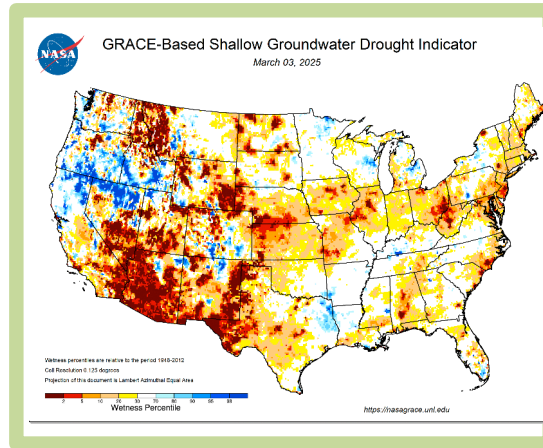 NASA
GRACE-Based Shallow Groundwater Drought Indicator
March 03, 2025
Wetness percentiles are relative to the period 1948-2012
Cell Resolution 0.125 degrees
Projection of this document is Lambert Azimuthal Equal Area
2 5 10 20 30 70 80 90 95 98
Wetness Percentile
https://nasagrace.unl.edu